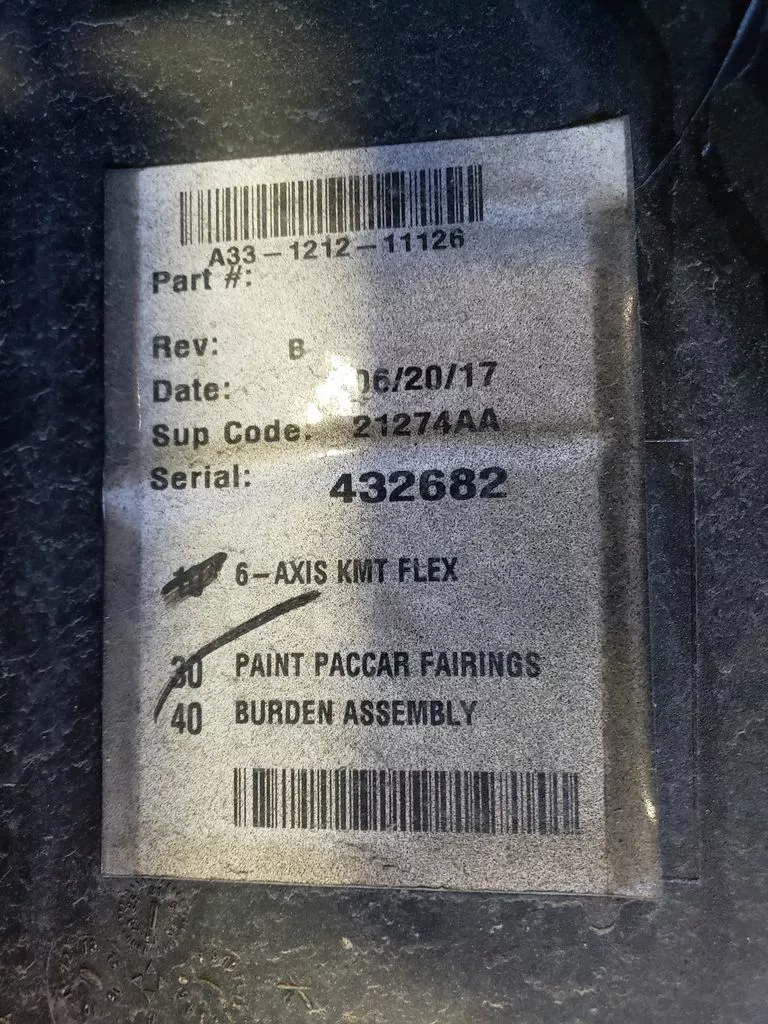 A33-1212-11126
Part #:
Rev: B
Date: 06/20/17
Sup Code: 21274AA
Serial: 432682
10 6-AXIS KMT FLEX
30 PAINT PACCAR FAIRINGS
40 BURDEN ASSEMBLY